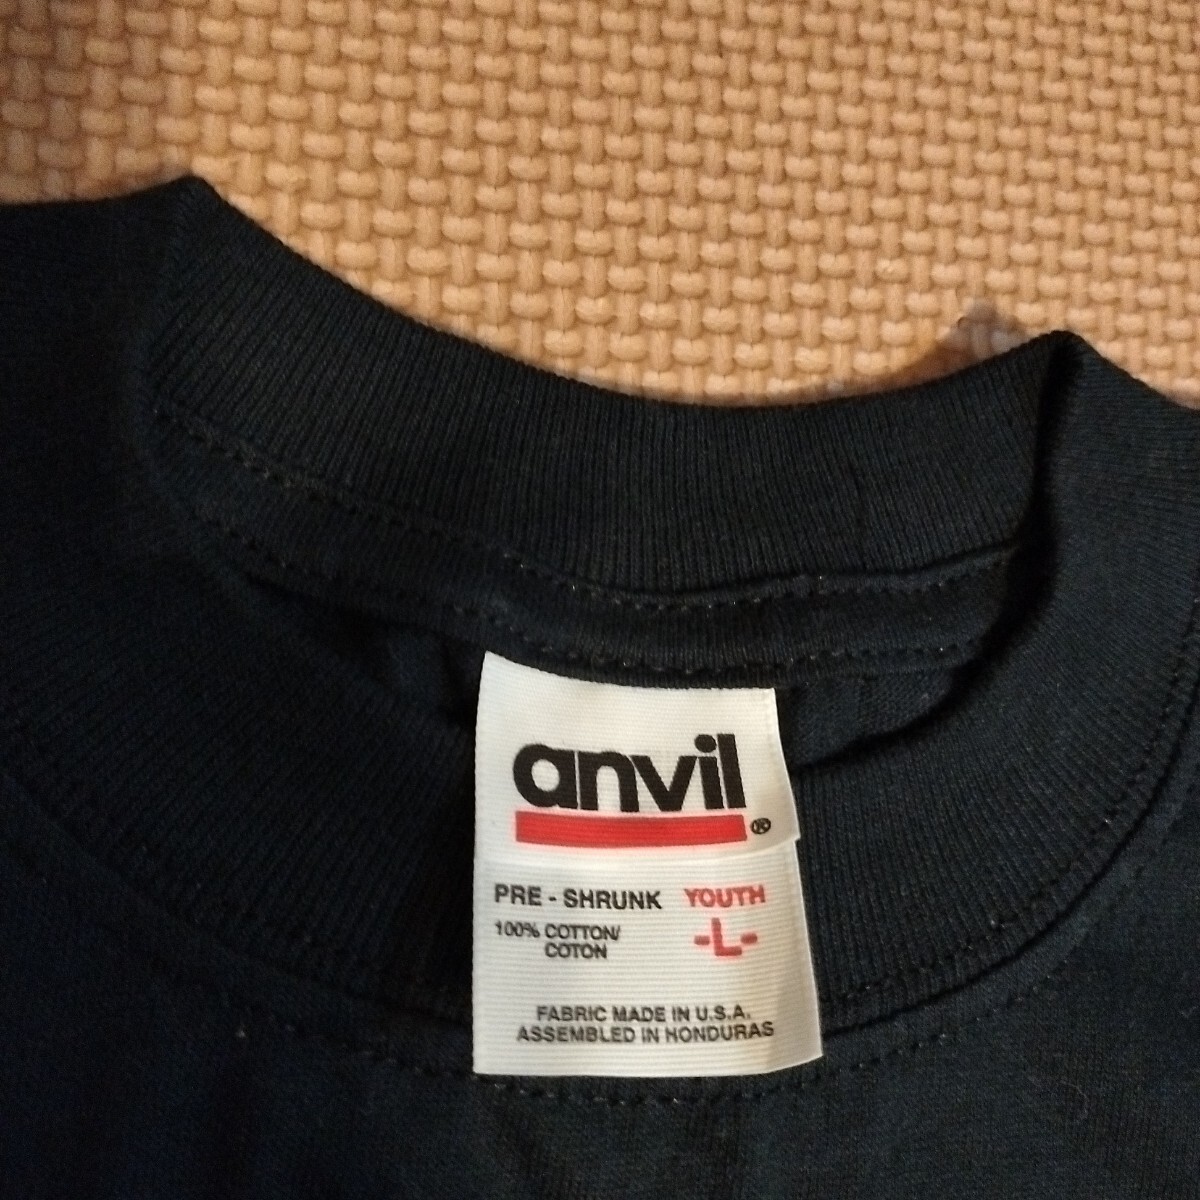 anvil®
PRE - SHRUNK YOUTH
100% COTTON/ -L-
COTON
FABRIC MADE IN U.S.A.
ASSEMBLED IN HONDURAS